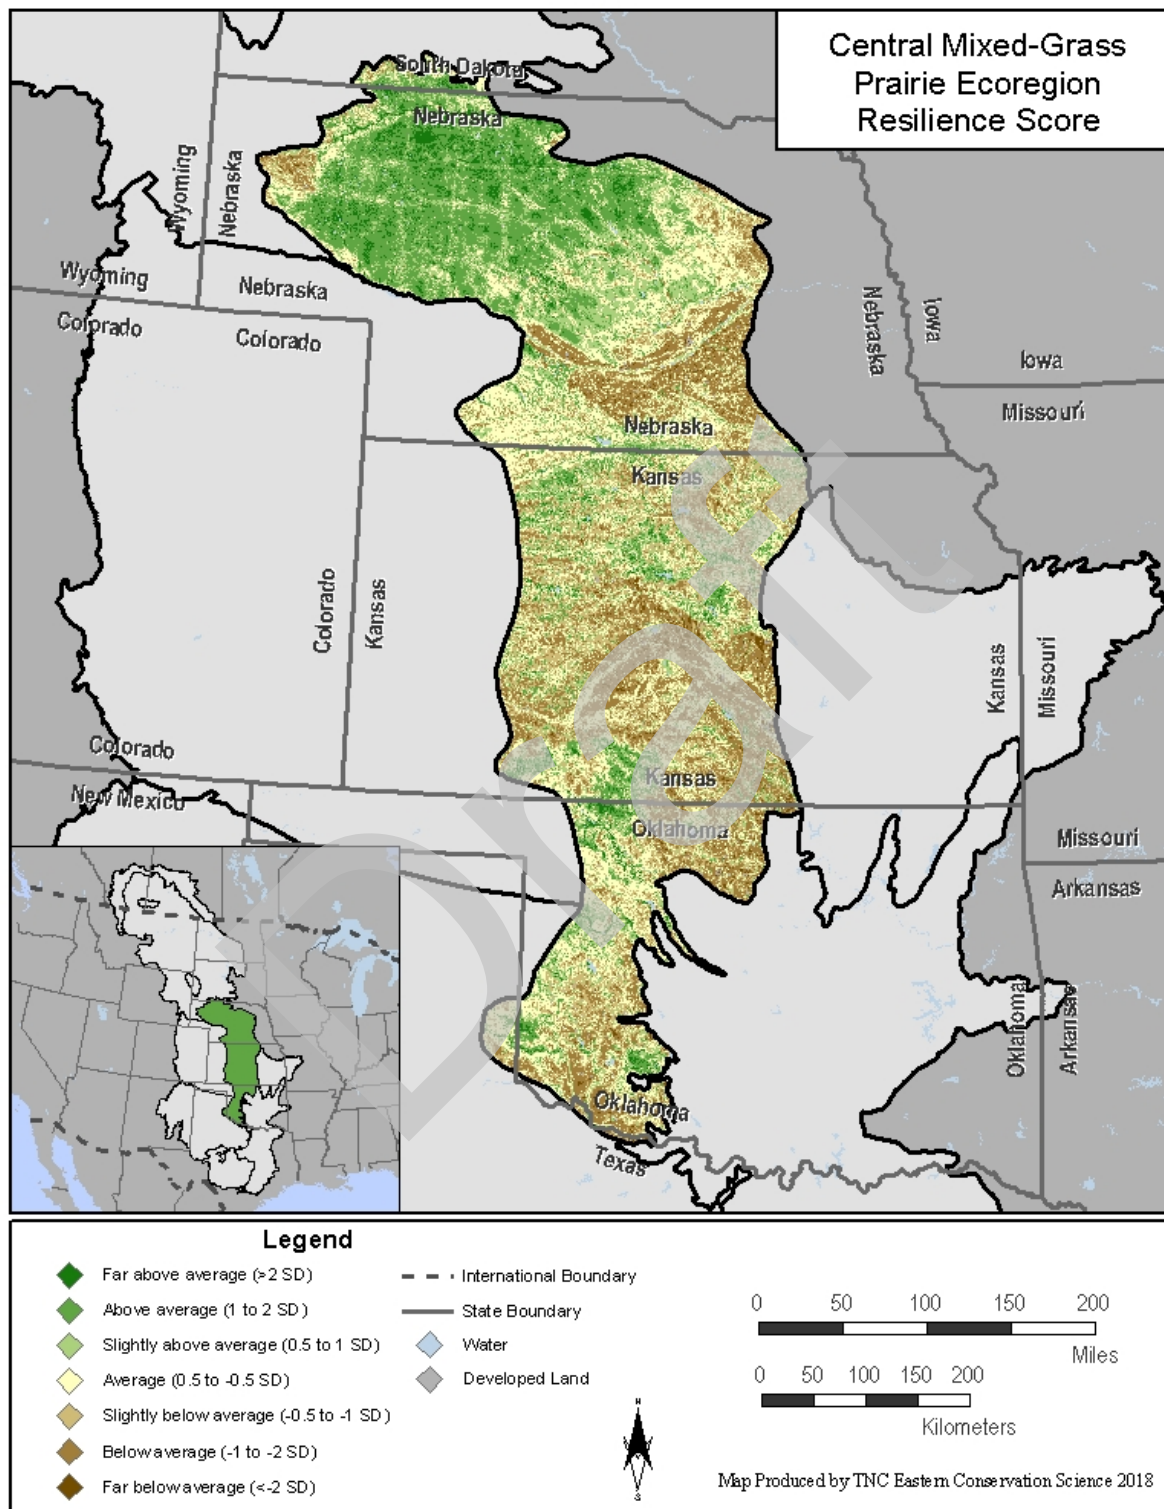 Central Mixed-Grass
Prairie Ecoregion
Resilience Score
South Dakota
Nebraska
Wyoming
Nebraska
Wyoming
Nebraska
Colorado
Colorado
Nebraska
Iowa
Iowa
Missouri
Nebraska
Kansas
Colorado
Kansas
Kansas
Missouri
Colorado
New Mexico
Kansas
Oklahoma
Missouri
Arkansas
Oklahoma
Arkansas
Oklahoma
Texas
Draft
Legend
Far above average (>2 SD)
Above average (1 to 2 SD)
Slightly above average (0.5 to 1 SD)
Average (0.5 to -0.5 SD)
Slightly below average (-0.5 to -1 SD)
Below average (-1 to -2 SD)
Far below average (<-2 SD)
International Boundary
State Boundary
Water
Developed Land
0 50 100 150 200
Miles
0 50 100 150 200
Kilometers
N
S
Map Produced by TNC Eastern Conservation Science 2018